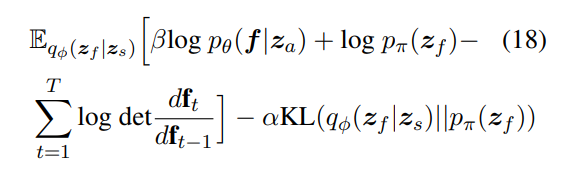 𝔼_{q_ϕ(z_f|z_s)}[βlog p_θ(f|z_a) + log p_π(z_f)− (18)
∑_{t=1}^{T} log det \frac{df_t}{df_{t−1}}] − αKL(q_ϕ(z_f|z_s)||p_π(z_f))